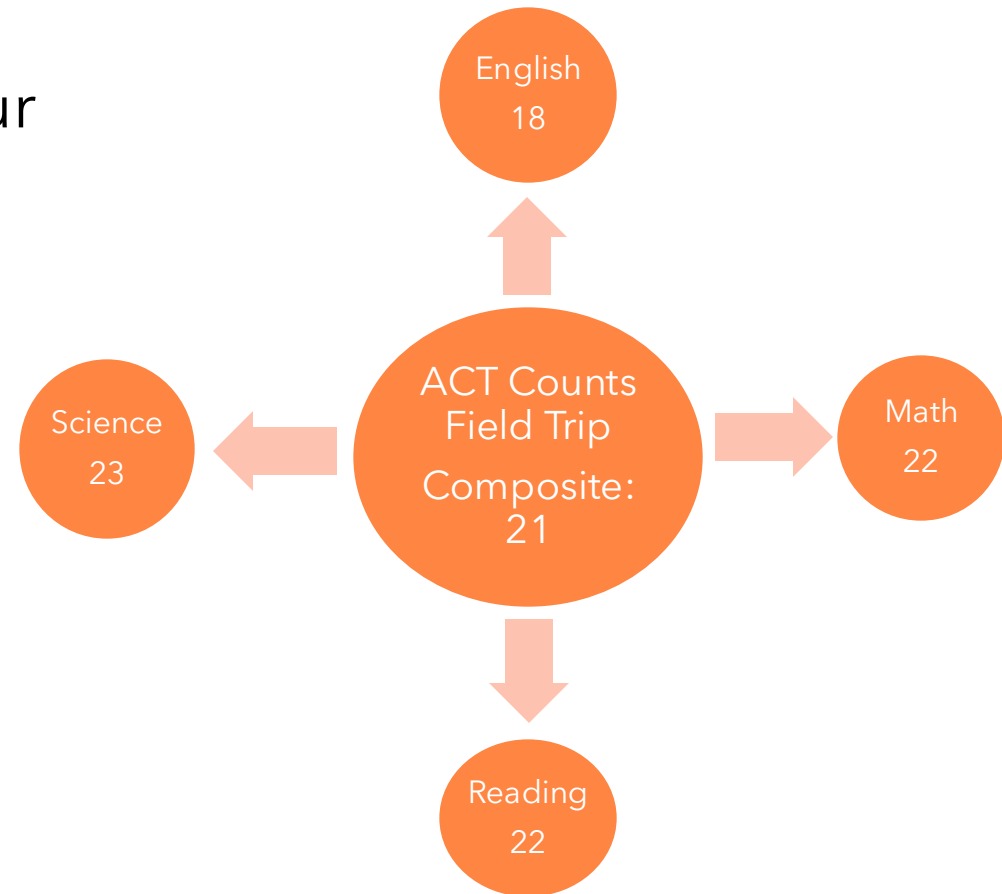 ur
English
18
Science
23
ACT Counts
Field Trip
Composite:
21
Math
22
Reading
22